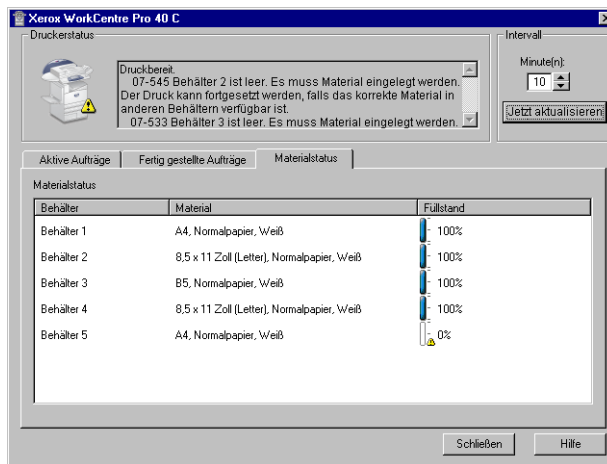 Xerox WorkCentre Pro 40 C
Druckerstatus
Druckbereit.
07-545 Behälter 2 ist leer. Es muss Material eingelegt werden.
Der Druck kann fortgesetzt werden, falls das korrekte Material in
anderen Behältern verfügbar ist.
07-533 Behälter 3 ist leer. Es muss Material eingelegt werden.
Intervall
Minute(n):
10
Jetzt aktualisieren
Aktive Aufträge Fertig gestellte Aufträge Materialstatus
Materialstatus
Behälter Material Füllstand
Behälter 1 A4, Normalpapier, Weiß 100%
Behälter 2 8,5 x 11 Zoll (Letter), Normalpapier, Weiß 100%
Behälter 3 B5, Normalpapier, Weiß 100%
Behälter 4 8,5 x 11 Zoll (Letter), Normalpapier, Weiß 100%
Behälter 5 A4, Normalpapier, Weiß 0%
Schließen Hilfe